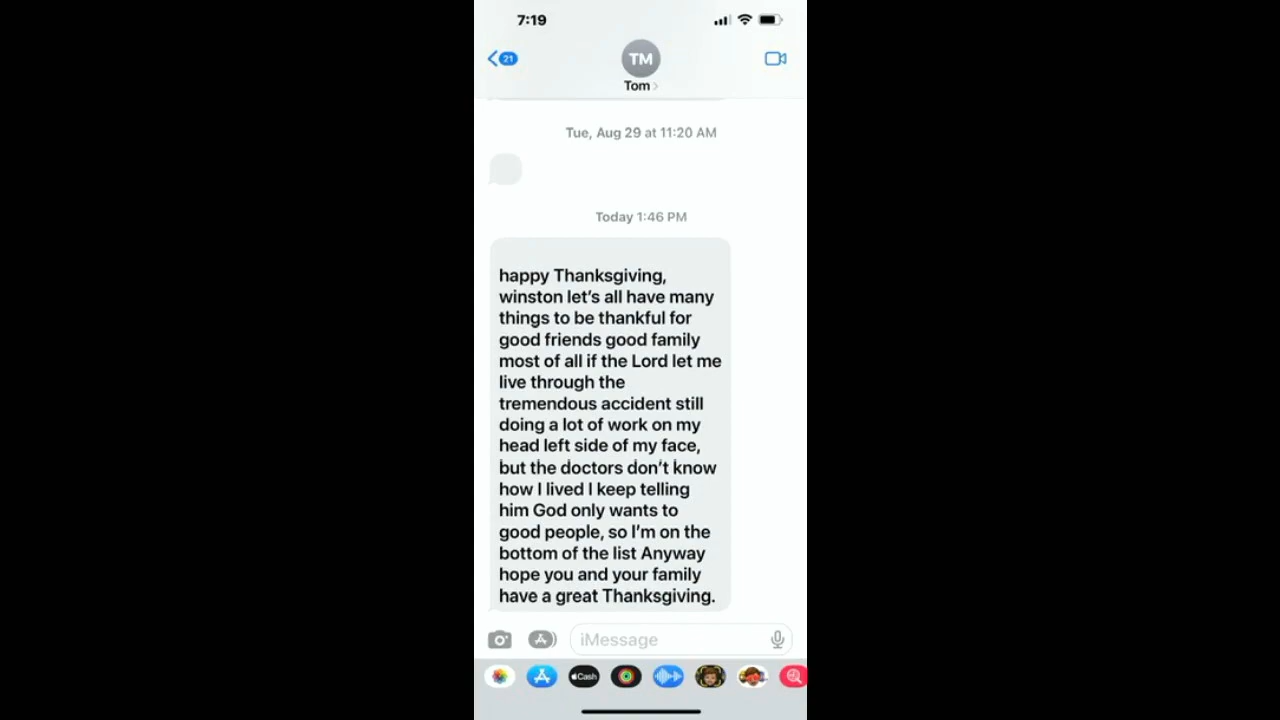 7:19
21
TM
Tom
Tue, Aug 29 at 11:20 AM
Today 1:46 PM
happy Thanksgiving,
winston let's all have many
things to be thankful for
good friends good family
most of all if the Lord let me
live through the
tremendous accident still
doing a lot of work on my
head left side of my face,
but the doctors don't know
how I lived I keep telling
him God only wants to
good people, so I'm on the
bottom of the list Anyway
hope you and your family
have a great Thanksgiving.
iMessage
Cash